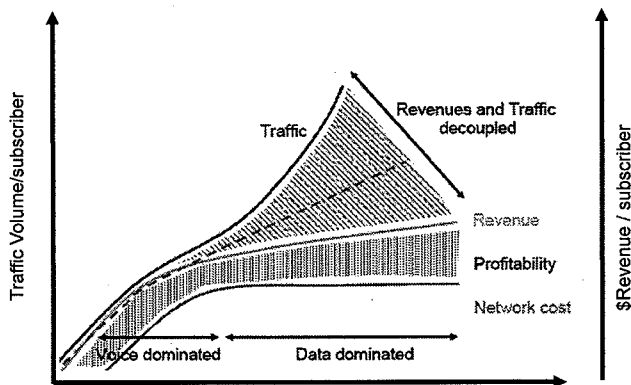 Traffic Volume/subscriber
Traffic
Revenues and Traffic
decoupled
Revenue
Profitability
Network cost
Voice dominated
Data dominated
$Revenue / subscriber